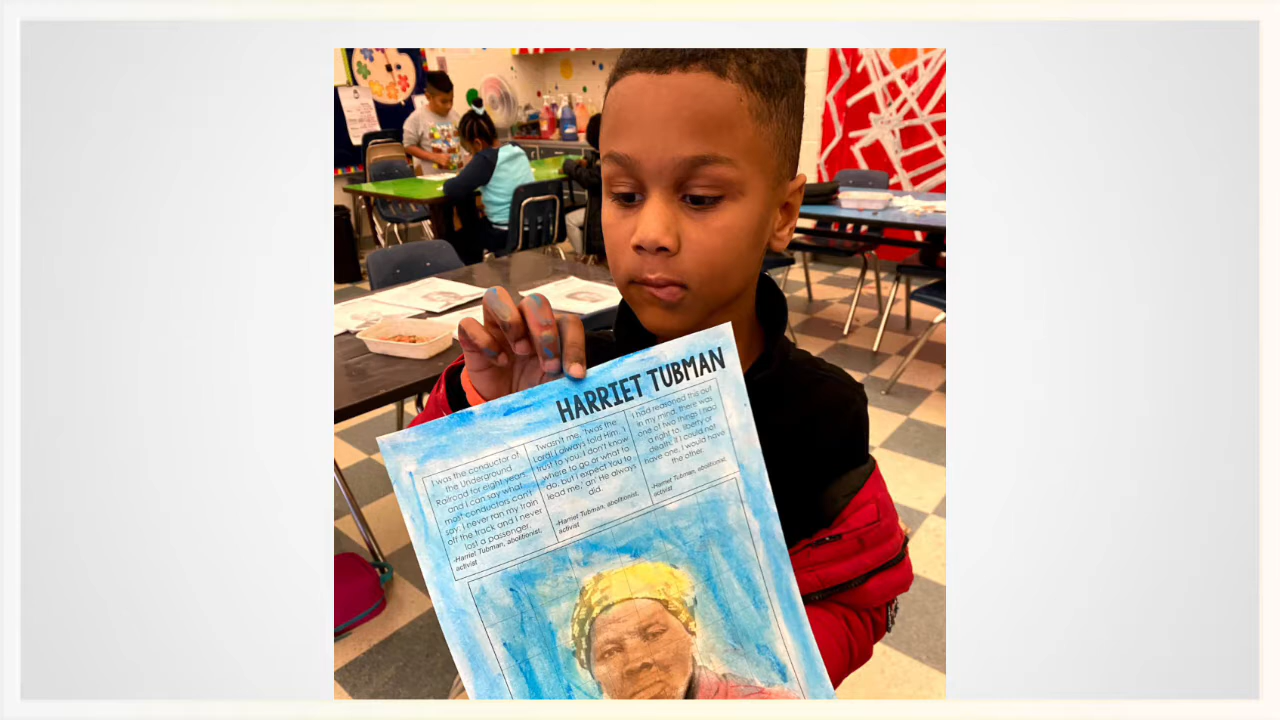 HARRIET TUBMAN
I was the conductor of
the Underground
Railroad for eight years,
and I can say what
most conductors can't
say; I never ran my train
off the track and I never
lost a passenger.
-Harriet Tubman, abolitionist,
activist
'Twasn't me, 'twas the
Lord! I always told Him, 'I
trust to you. I don't know
where to go or what to
do, but I expect You to
lead me,' an' He always
did.
-Harriet Tubman, abolitionist,
activist
I had reasoned this out
in my mind, there was
one of two things I had
a right to, liberty or
death; if I could not
have one, I would have
the other.
-Harriet Tubman, abolitionist,
activist